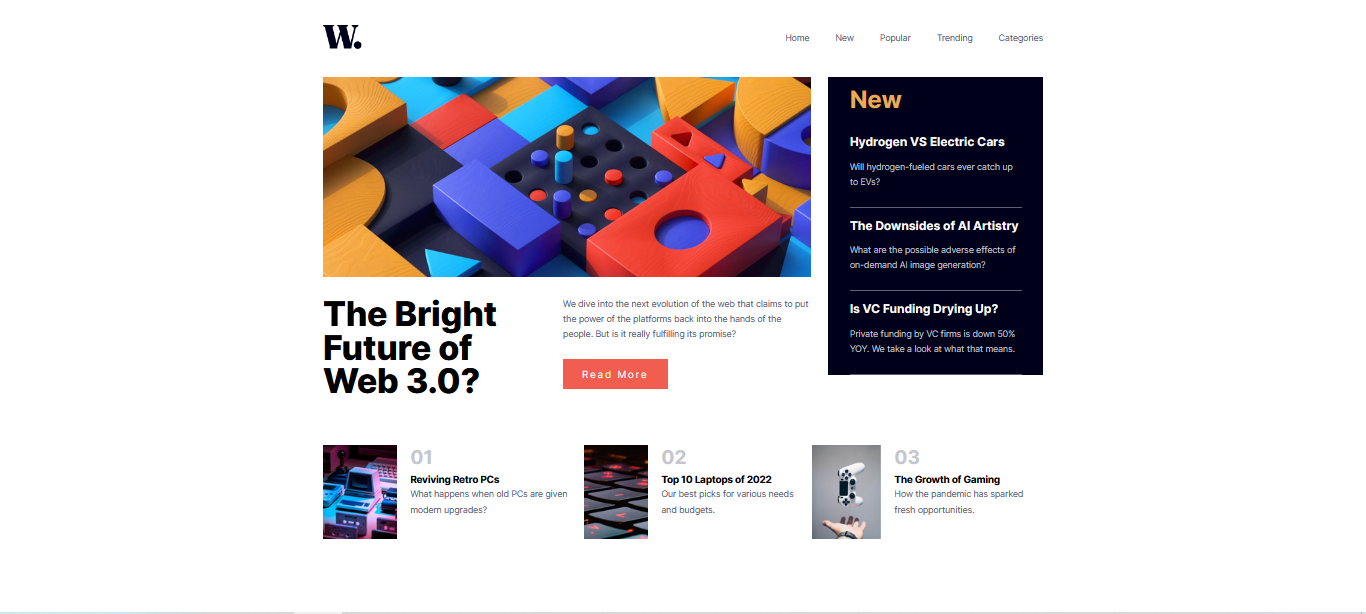 W.
Home New Popular Trending Categories
New
Hydrogen VS Electric Cars
Will hydrogen-fueled cars ever catch up
to EVs?
The Downsides of AI Artistry
What are the possible adverse effects of
on-demand AI image generation?
Is VC Funding Drying Up?
Private funding by VC firms is down 50%
YOY. We take a look at what that means.
The Bright
Future of
Web 3.0?
We dive into the next evolution of the web that claims to put
the power of the platforms back into the hands of the
people. But is it really fulfilling its promise?
Read More
01
Reviving Retro PCs
What happens when old PCs are given
modern upgrades?
02
Top 10 Laptops of 2022
Our best picks for various needs
and budgets.
03
The Growth of Gaming
How the pandemic has sparked
fresh opportunities.